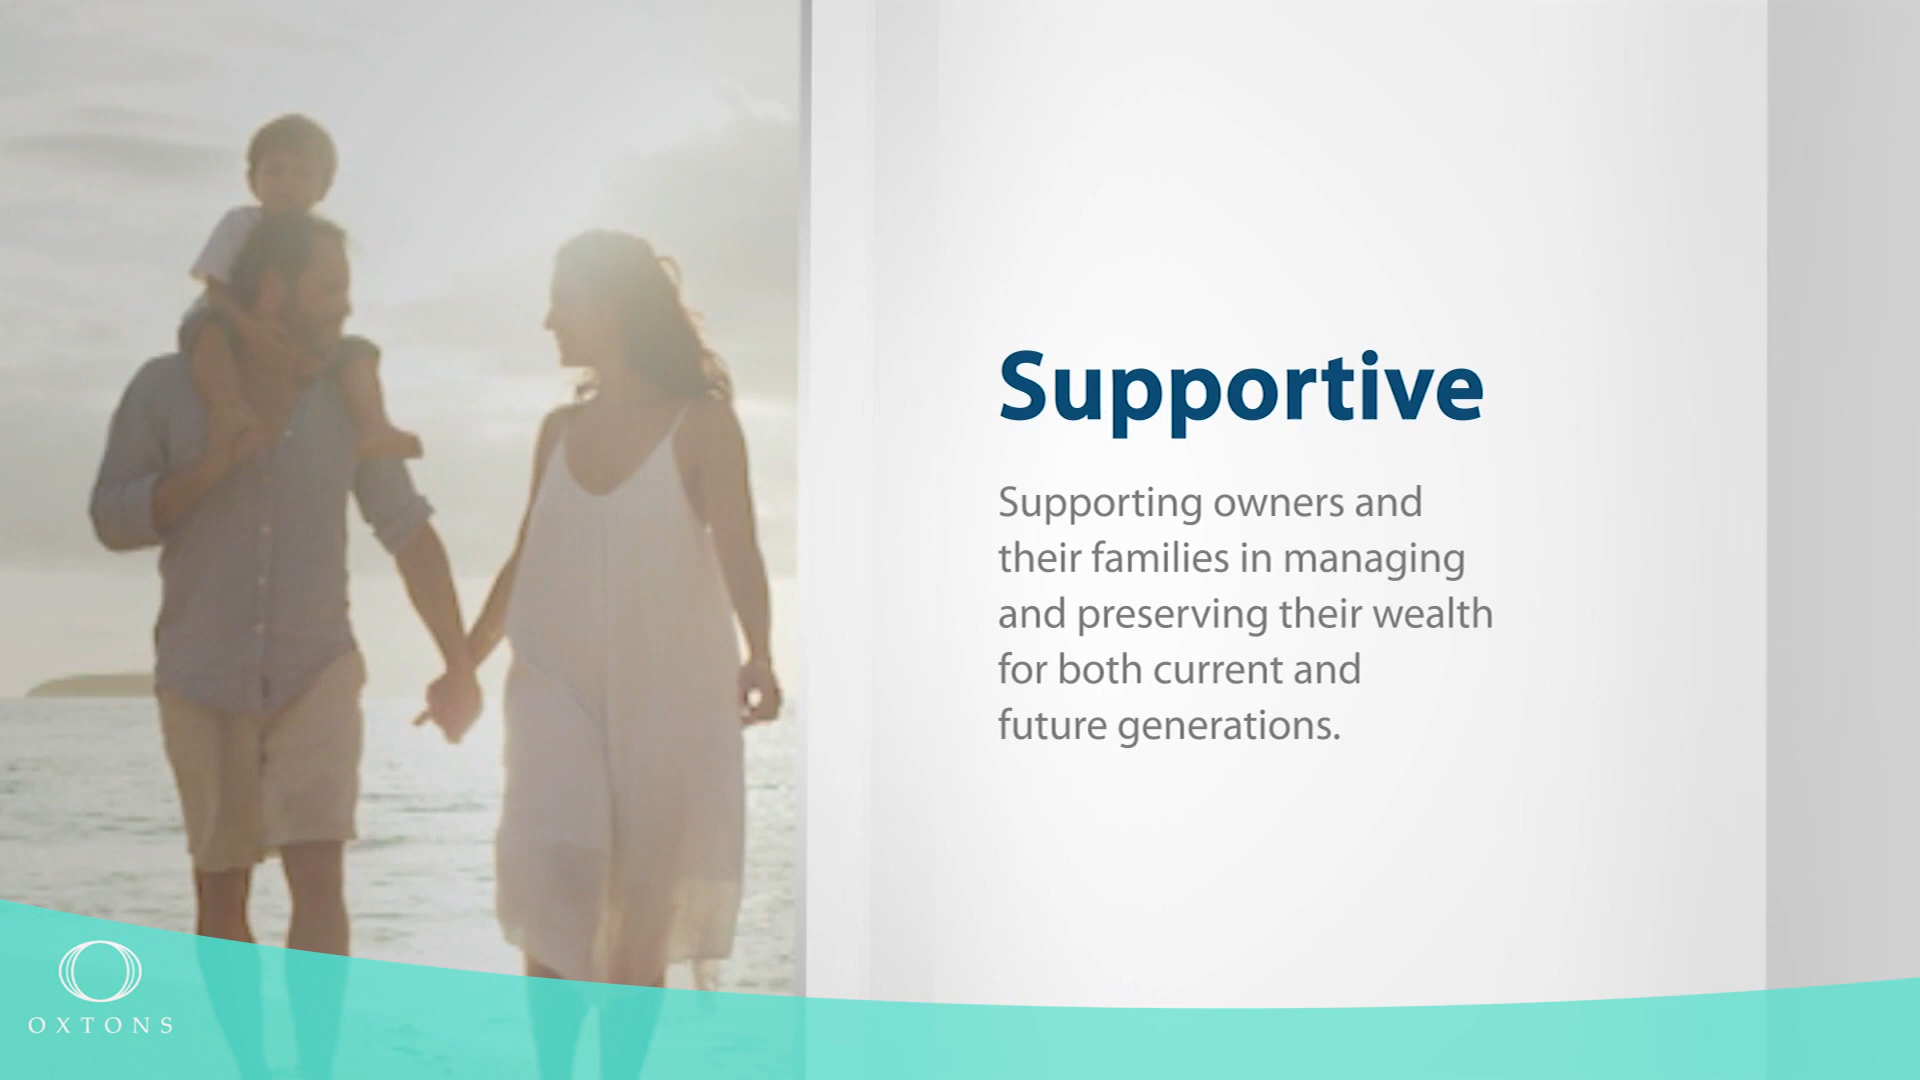 Supportive
Supporting owners and
their families in managing
and preserving their wealth
for both current and
future generations.
OXTONS